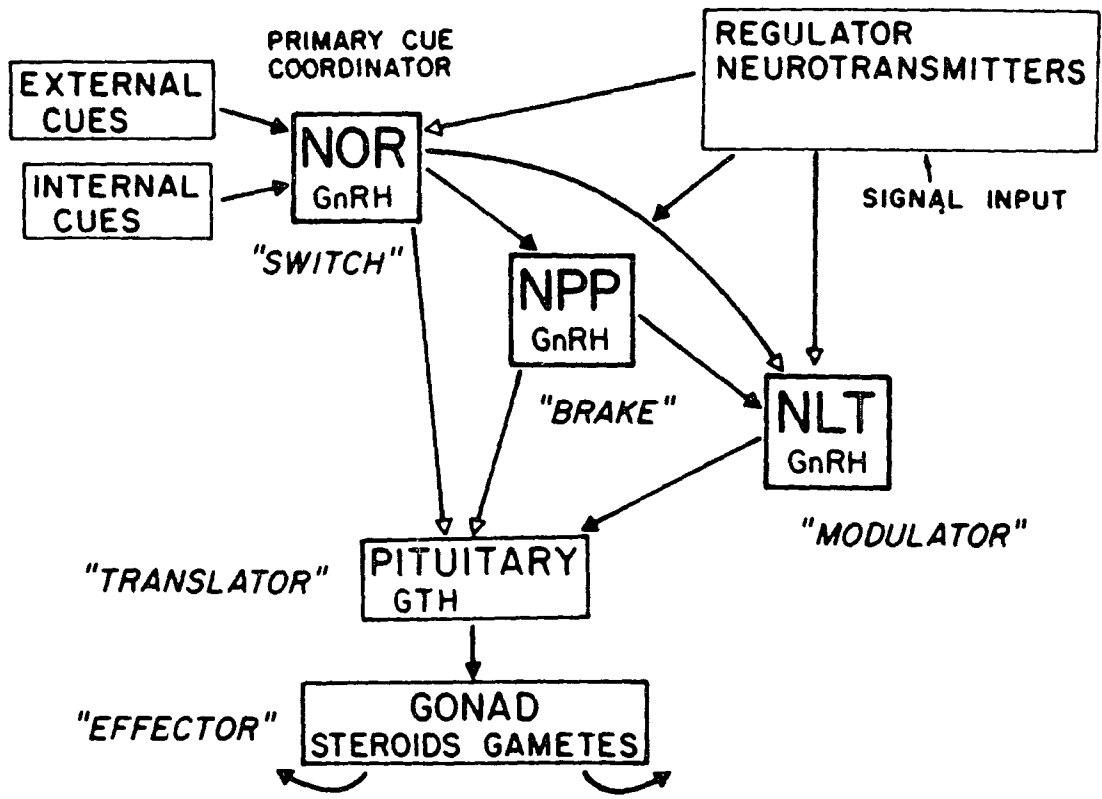 PRIMARY CUE
COORDINATOR
REGULATOR
NEUROTRANSMITTERS
EXTERNAL
CUES
NOR
GnRH
INTERNAL
CUES
SIGNAL INPUT
"SWITCH"
NPP
GnRH
"BRAKE"
NLT
GnRH
"MODULATOR"
PITUITARY
GTH
"TRANSLATOR"
GONAD
STEROIDS GAMETES
"EFFECTOR"